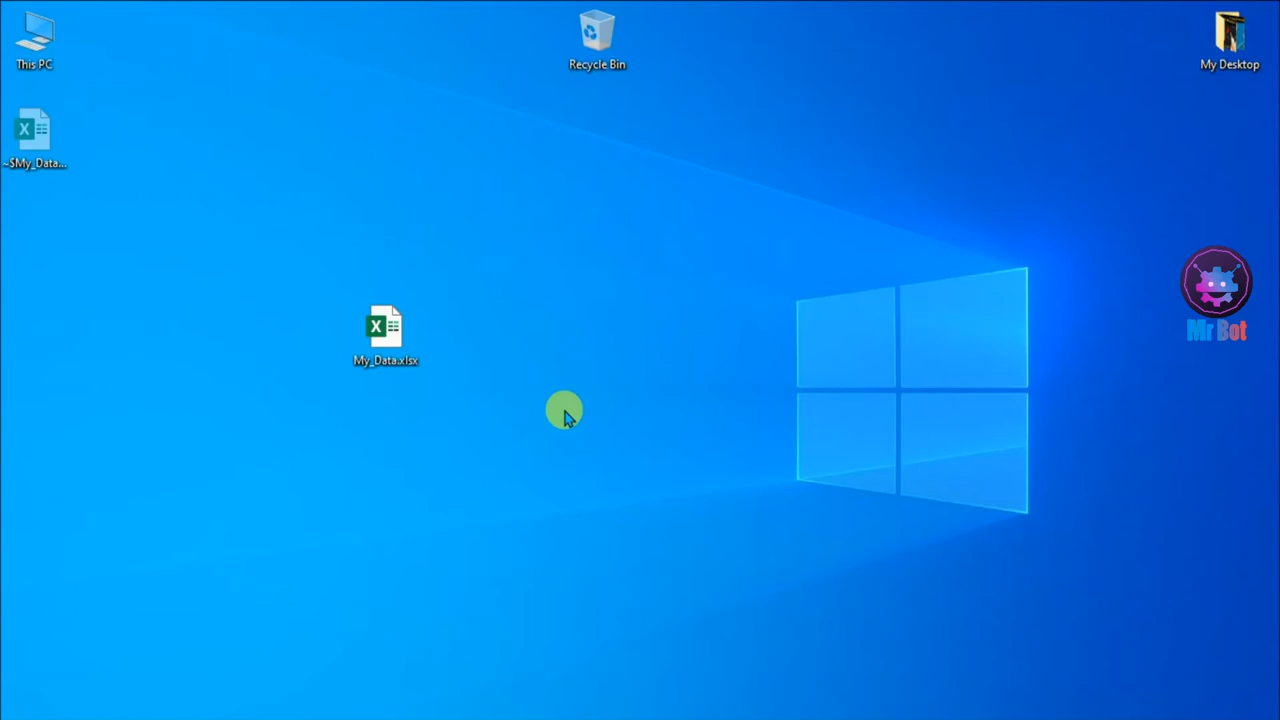 This PC
Recycle Bin
My Desktop
~$My_Data...
My_Data.xlsx
Mr Bot